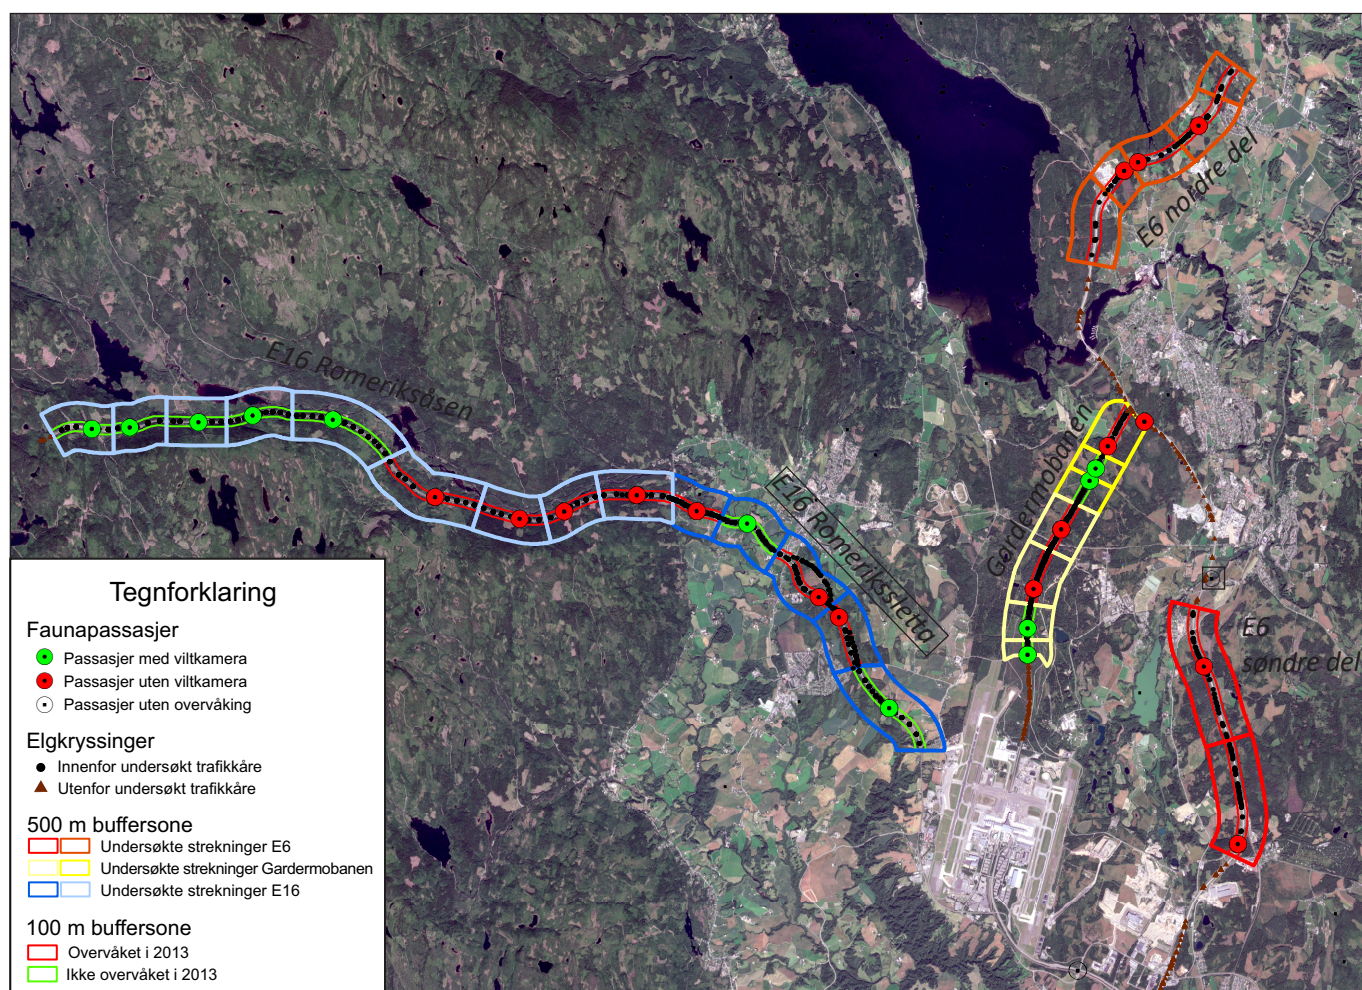 E6 nordre del
E16 Romeriksåsen
Gardermobanen
E16 Romerikssletta
E6
søndre del
Tegnforklaring
Faunapassasjer
Passasjer med viltkamera
Passasjer uten viltkamera
Passasjer uten overvåking
Elgkryssinger
Innenfor undersøkt trafikkåre
Utenfor undersøkt trafikkåre
500 m buffersone
Undersøkte strekninger E6
Undersøkte strekninger Gardermobanen
Undersøkte strekninger E16
100 m buffersone
Overvåket i 2013
Ikke overvåket i 2013